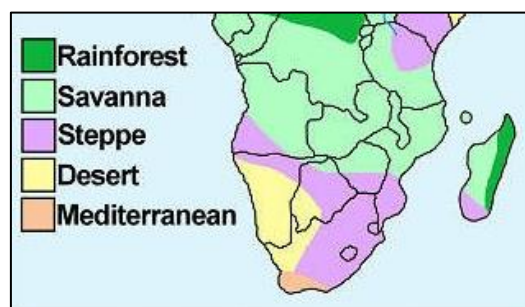 Rainforest
Savanna
Steppe
Desert
Mediterranean